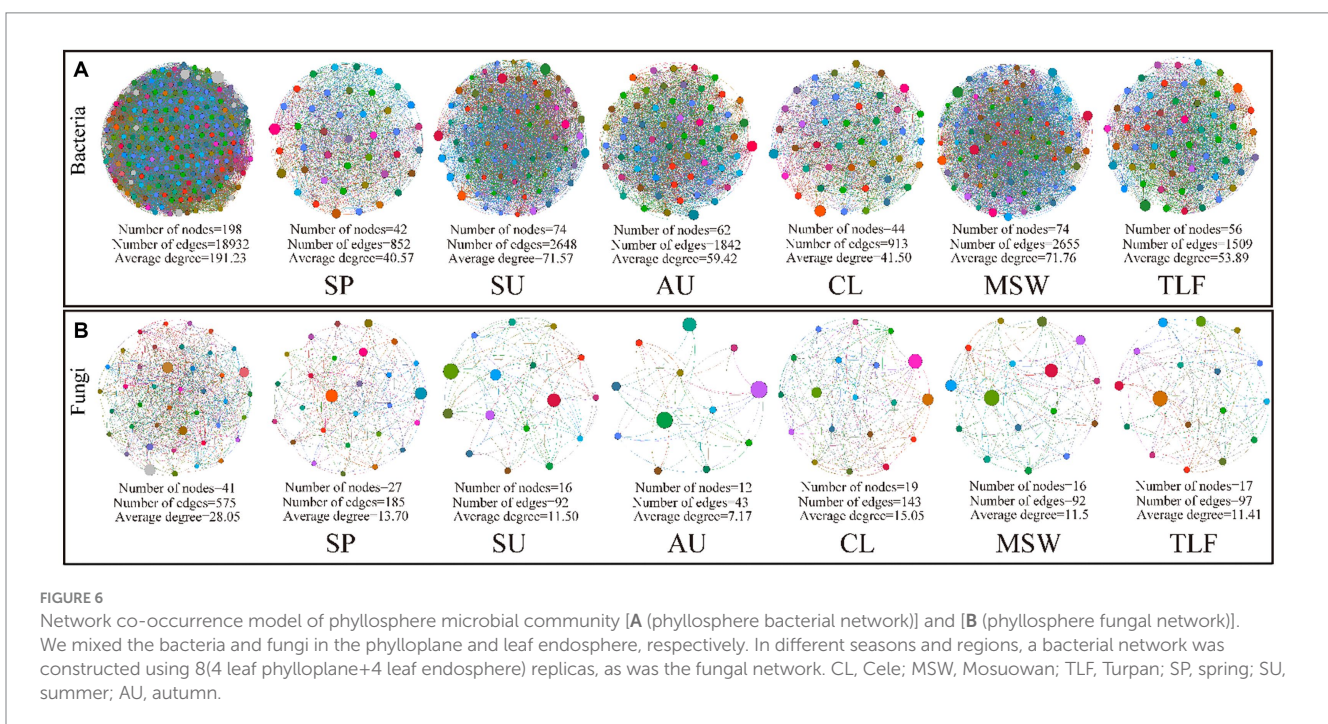 A
Bacteria
Number of nodes=198
Number of edges=18932
Average degree=191.23
Number of nodes=42
Number of edges=852
Average degree=40.57
SP
Number of nodes=74
Number of edges=2648
Average degree=71.57
SU
Number of nodes=62
Number of edges=1842
Average degree=59.42
AU
Number of nodes=44
Number of edges=913
Average degree=41.50
CL
Number of nodes=74
Number of edges=2655
Average degree=71.76
MSW
Number of nodes=56
Number of edges=1509
Average degree=53.89
TLF
B
Fungi
Number of nodes=41
Number of edges=575
Average degree=28.05
Number of nodes=27
Number of edges=185
Average degree=13.70
SP
Number of nodes=16
Number of edges=92
Average degree=11.50
SU
Number of nodes=12
Number of edges=43
Average degree=7.17
AU
Number of nodes=19
Number of edges=143
Average degree=15.05
CL
Number of nodes=16
Number of edges=92
Average degree=11.5
MSW
Number of nodes=17
Number of edges=97
Average degree=11.41
TLF
FIGURE 6
Network co-occurrence model of phyllosphere microbial community [A (phyllosphere bacterial network)] and [B (phyllosphere fungal network)].
We mixed the bacteria and fungi in the phylloplane and leaf endosphere, respectively. In different seasons and regions, a bacterial network was
constructed using 8(4 leaf phylloplane+4 leaf endosphere) replicas, as was the fungal network. CL, Cele; MSW, Mosuowan; TLF, Turpan; SP, spring; SU,
summer; AU, autumn.